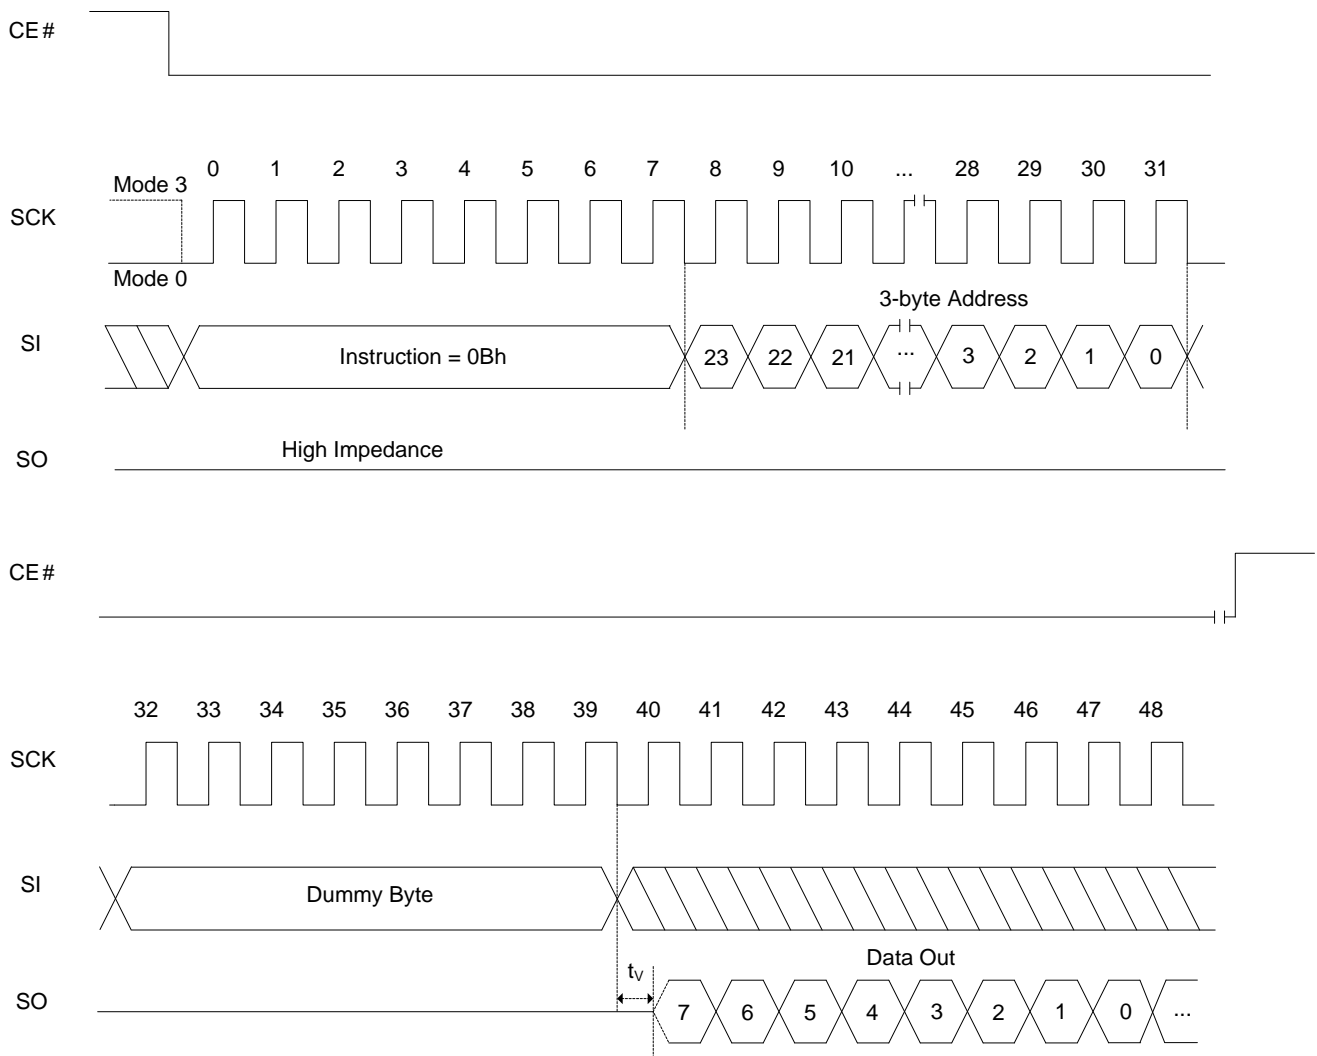 CE#
0 1 2 3 4 5 6 7 8 9 10 ... 28 29 30 31
Mode 3
SCK
Mode 0
3-byte Address
SI
Instruction = 0Bh
23 22 21 ... 3 2 1 0
High Impedance
SO
CE#
32 33 34 35 36 37 38 39 40 41 42 43 44 45 46 47 48
SCK
SI
Dummy Byte
Data Out
tV
SO
7 6 5 4 3 2 1 0 ...